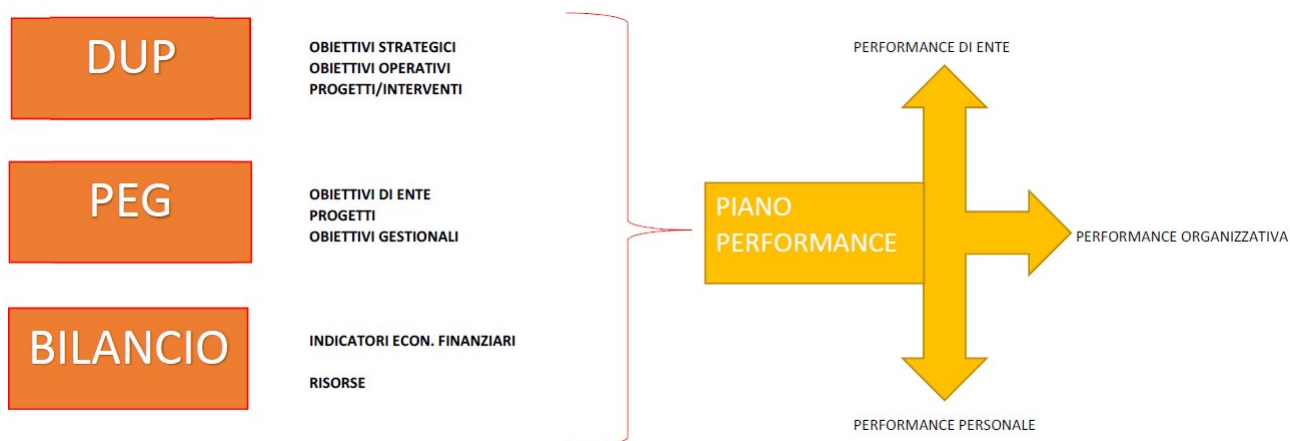 DUP
OBIETTIVI STRATEGICI
OBIETTIVI OPERATIVI
PROGETTI/INTERVENTI
PEG
OBIETTIVI DI ENTE
PROGETTI
OBIETTIVI GESTIONALI
BILANCIO
INDICATORI ECON. FINANZIARI
RISORSE
PIANO
PERFORMANCE
PERFORMANCE DI ENTE
PERFORMANCE ORGANIZZATIVA
PERFORMANCE PERSONALE